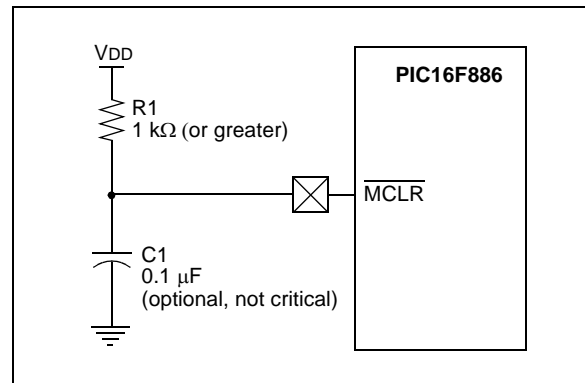 VDD
PIC16F886
R1
1 kΩ (or greater)
MCLR
C1
0.1 μF
(optional, not critical)